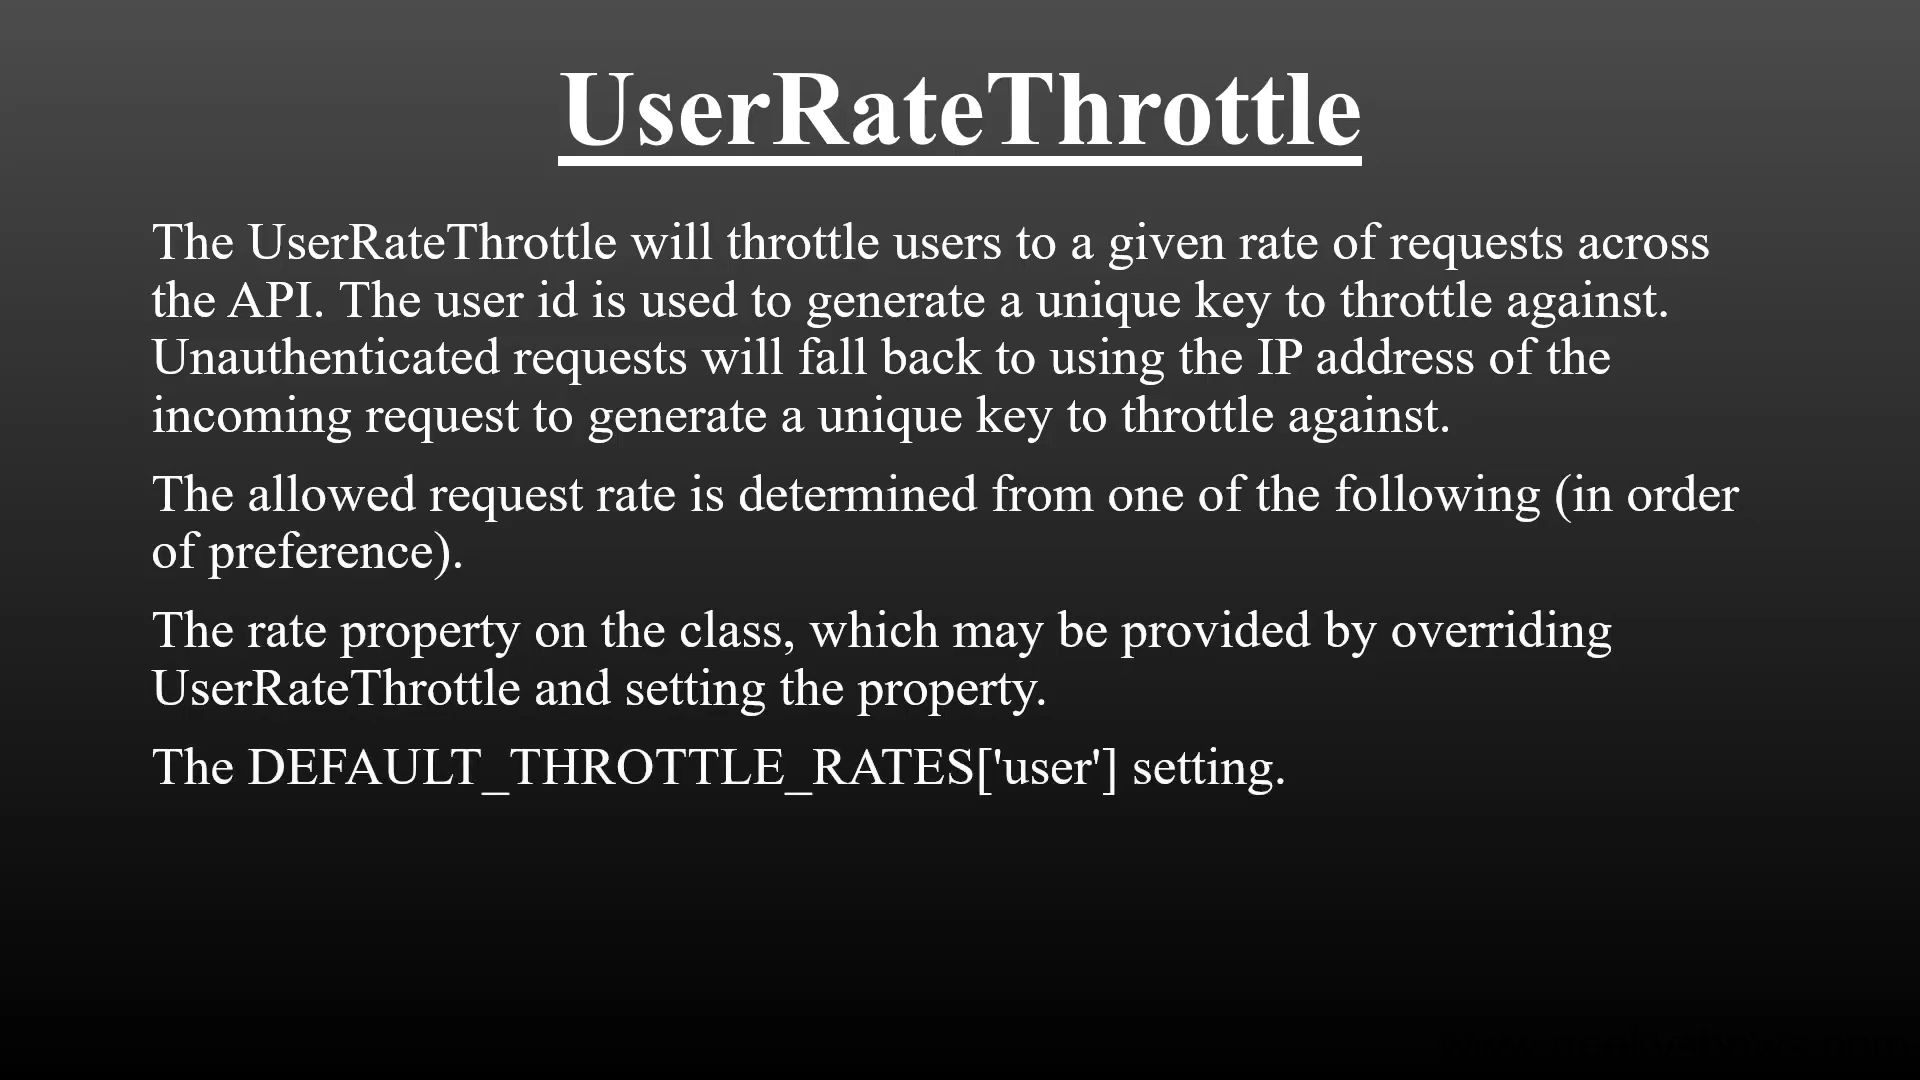 UserRateThrottle
The UserRateThrottle will throttle users to a given rate of requests across
the API. The user id is used to generate a unique key to throttle against.
Unauthenticated requests will fall back to using the IP address of the
incoming request to generate a unique key to throttle against.
The allowed request rate is determined from one of the following (in order
of preference).
The rate property on the class, which may be provided by overriding
UserRateThrottle and setting the property.
The DEFAULT_THROTTLE_RATES['user'] setting.